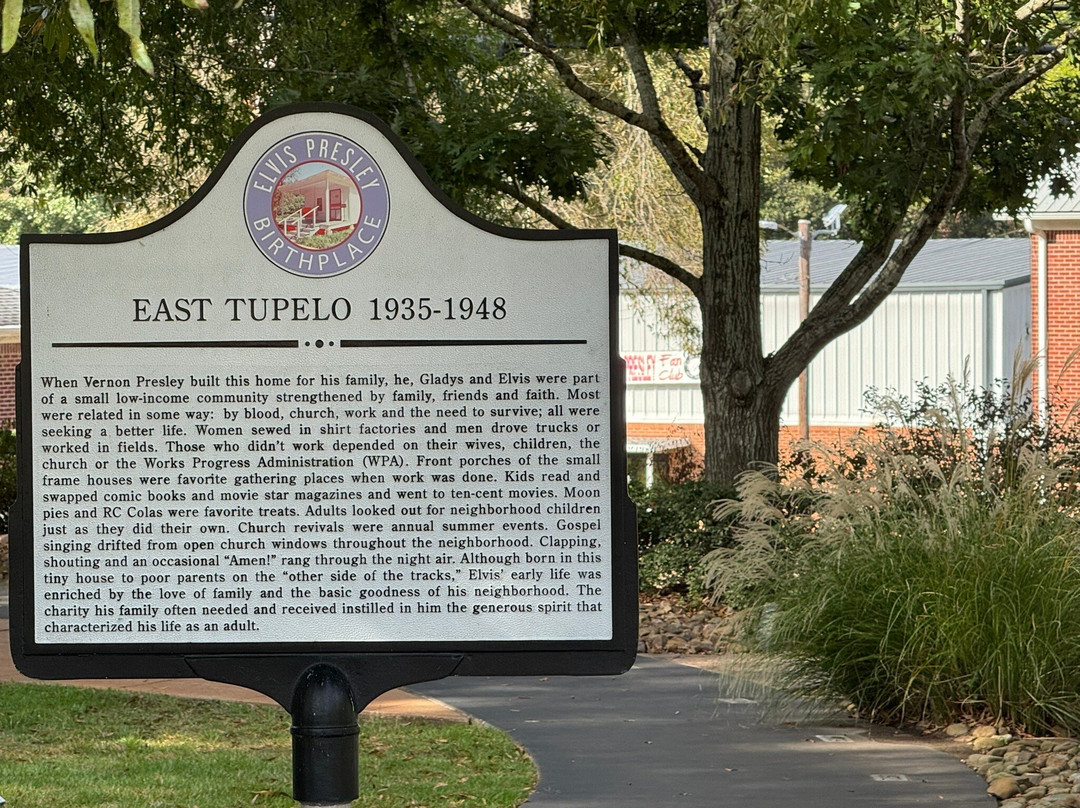 ELVIS PRESLEY
BIRTHPLACE
EAST TUPELO 1935-1948
When Vernon Presley built this home for his family, he, Gladys and Elvis were part
of a small low-income community strengthened by family, friends and faith. Most
were related in some way: by blood, church, work and the need to survive; all were
seeking a better life. Women sewed in shirt factories and men drove trucks or
worked in fields. Those who didn't work depended on their wives, children, the
church or the Works Progress Administration (WPA). Front porches of the small
frame houses were favorite gathering places when work was done. Kids read and
swapped comic books and movie star magazines and went to ten-cent movies. Moon
pies and RC Colas were favorite treats. Adults looked out for neighborhood children
just as they did their own. Church revivals were annual summer events. Gospel
singing drifted from open church windows throughout the neighborhood. Clapping,
shouting and an occasional "Amen!" rang through the night air. Although born in this
tiny house to poor parents on the "other side of the tracks," Elvis' early life was
enriched by the love of family and the basic goodness of his neighborhood. The
charity his family often needed and received instilled in him the generous spirit that
characterized his life as an adult.
Fan
Club